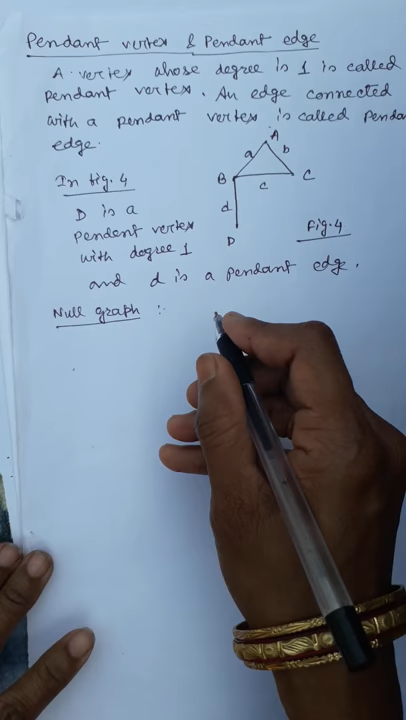 Pendant vertex & Pendant edge
A vertex whose degree is 1 is called
Pendant vertex. An edge connected
with a pendant vertex is called Penda
edge.
A
a b
B C
c
d
D
In fig. 4
D is a
Pendent vertex
with degree 1
Fig. 4
and d is a pendant edge.
Null graph :-